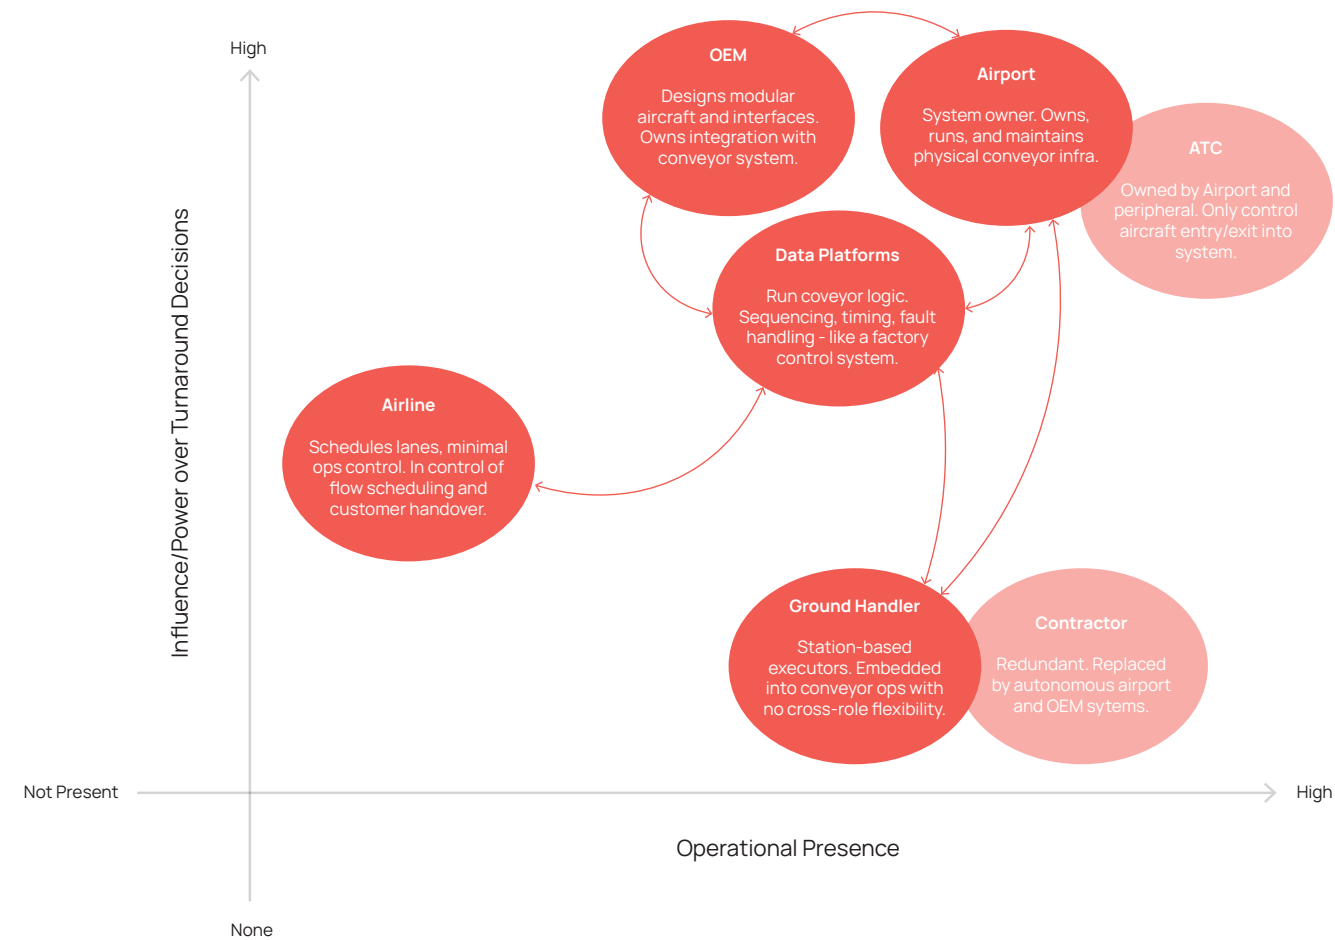 High
OEM
Designs modular
aircraft and interfaces.
Owns integration with
conveyor system.
Airport
System owner. Owns,
runs, and maintains
physical conveyor infra.
ATC
Owned by Airport and
peripheral. Only control
aircraft entry/exit into
system.
Data Platforms
Run coveyor logic.
Sequencing, timing, fault
handling - like a factory
control system.
Influence/Power over Turnaround Decisions
Airline
Schedules lanes, minimal
ops control. In control of
flow scheduling and
customer handover.
Ground Handler
Station-based
executors. Embedded
into conveyor ops with
no cross-role flexibility.
Contractor
Redundant. Replaced
by autonomous airport
and OEM sytems.
Not Present
High
Operational Presence
None